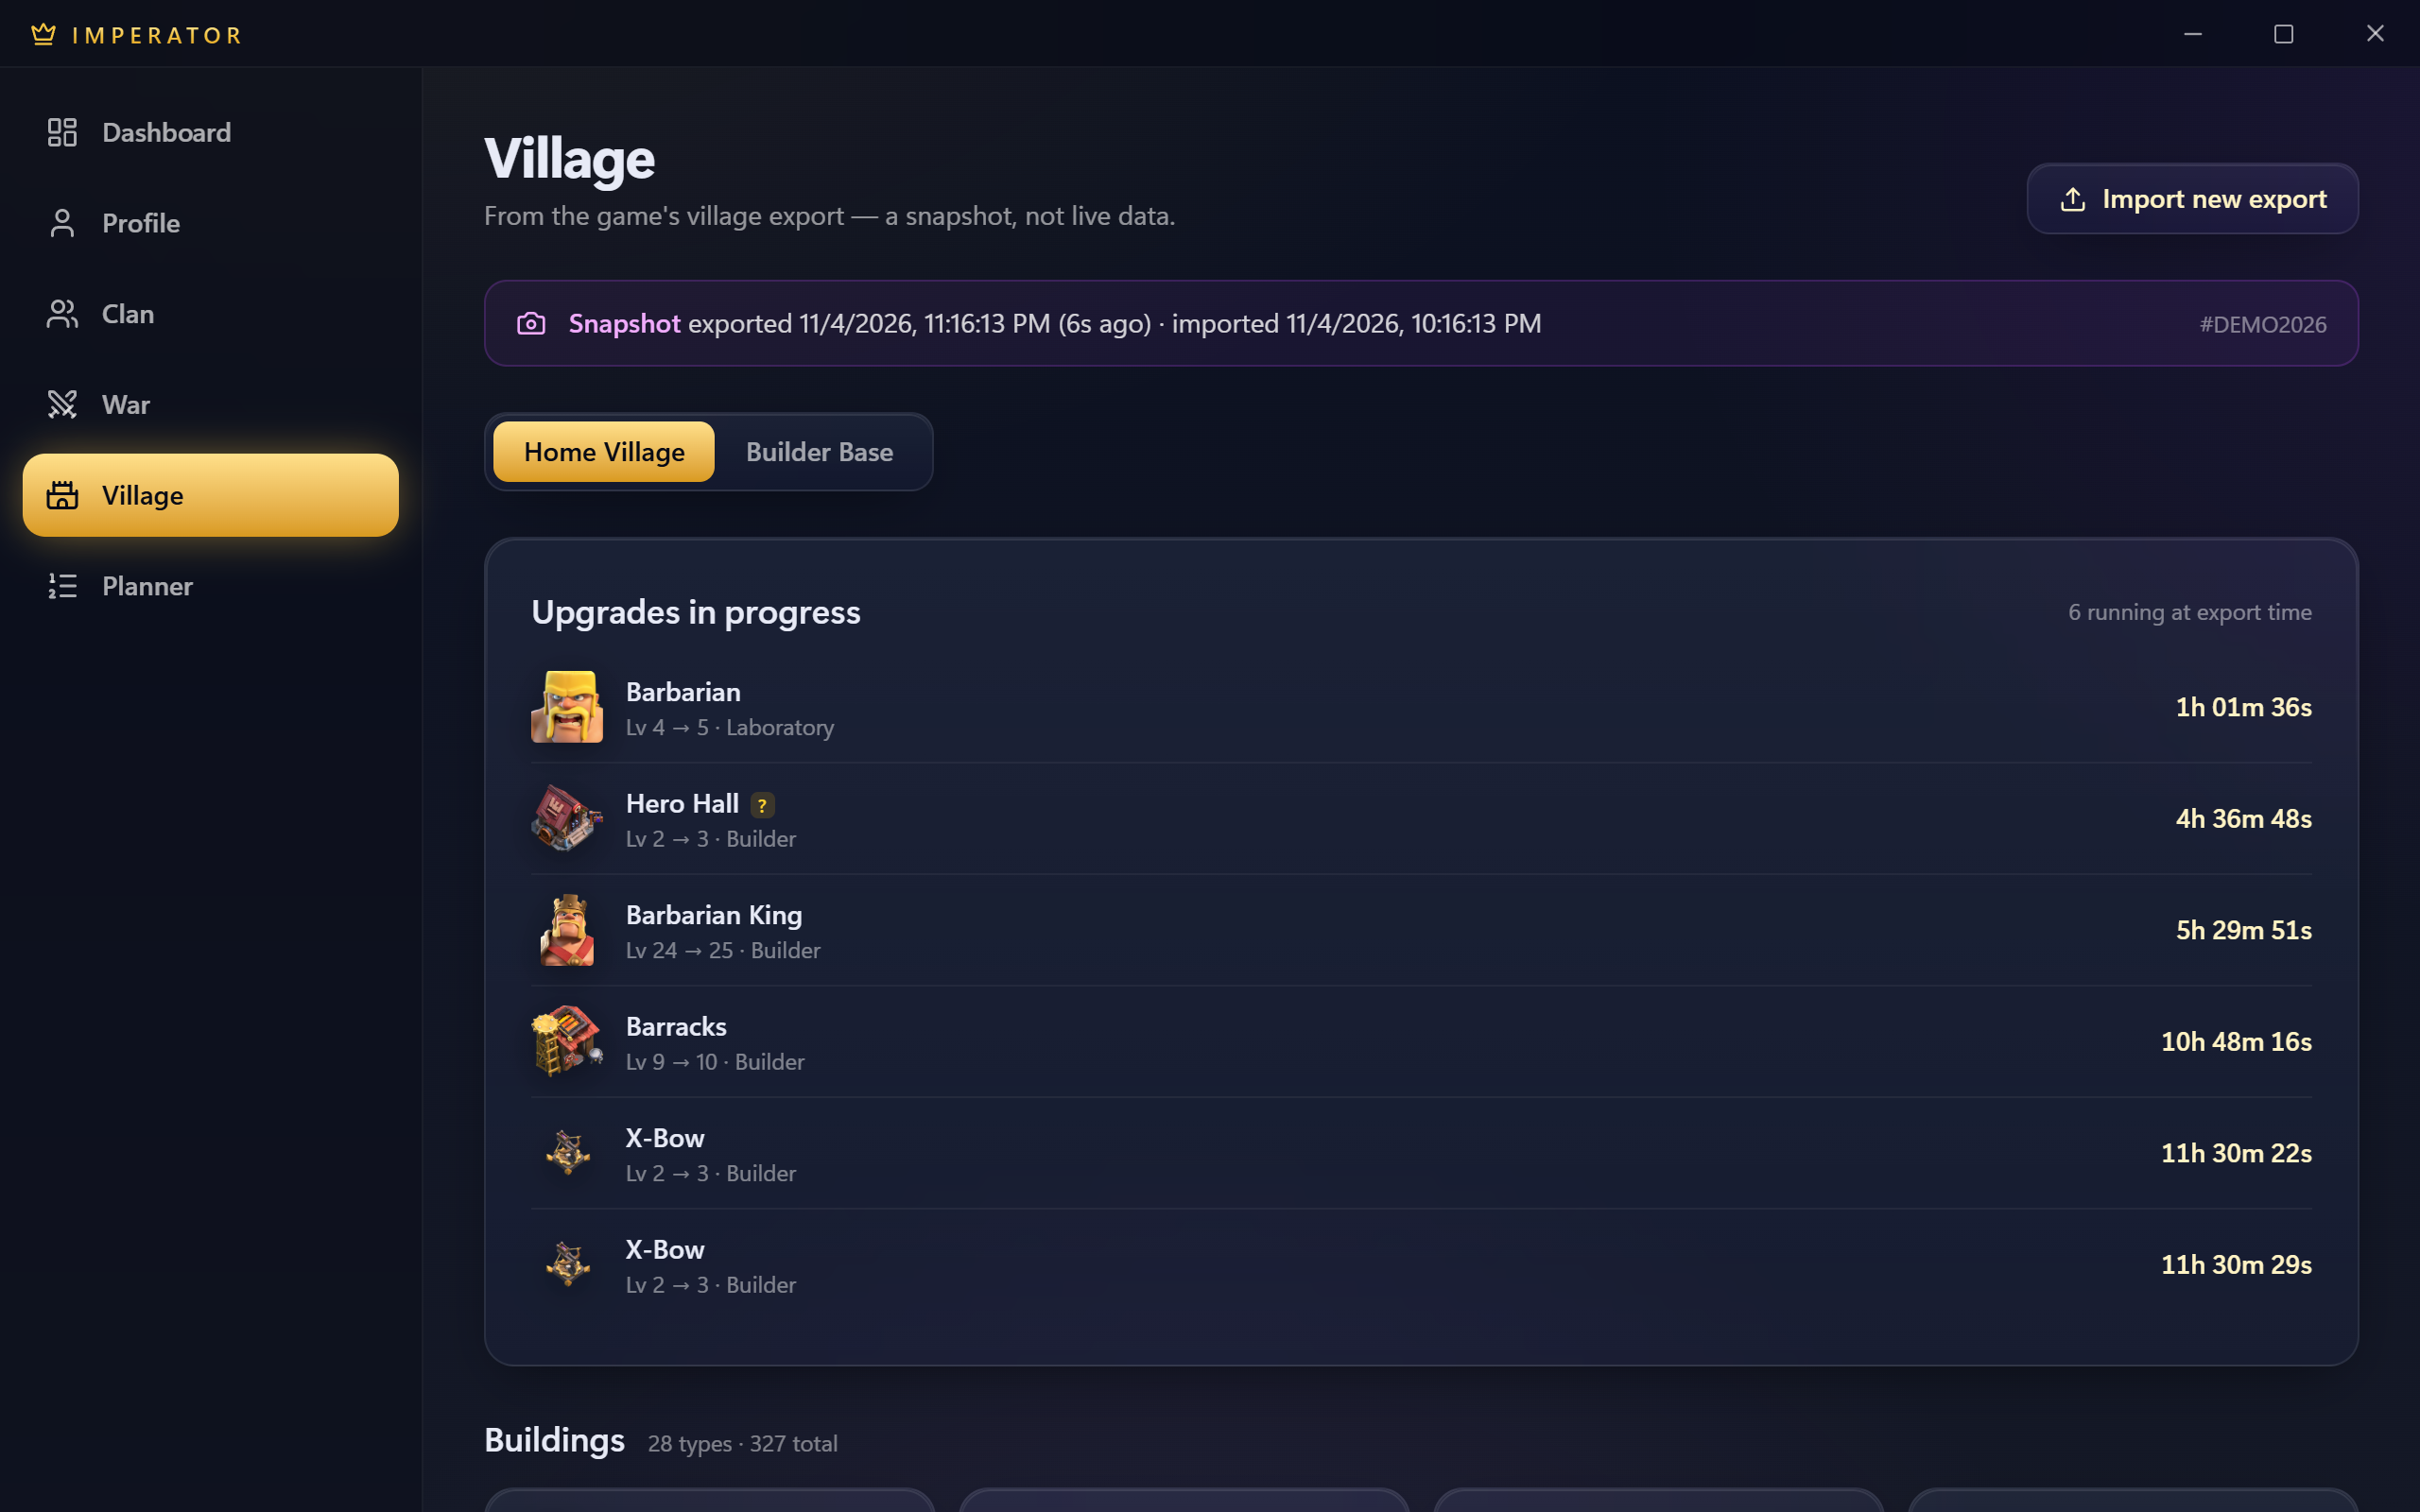 IMPERATOR
Dashboard
Profile
Clan
War
Village
Planner
Village
From the game's village export — a snapshot, not live data.
Import new export
Snapshot exported 11/4/2026, 11:16:13 PM (6s ago) · imported 11/4/2026, 10:16:13 PM
#DEMO2026
Home Village
Builder Base
Upgrades in progress
6 running at export time
Barbarian
Lv 4 → 5 · Laboratory
1h 01m 36s
Hero Hall ?
Lv 2 → 3 · Builder
4h 36m 48s
Barbarian King
Lv 24 → 25 · Builder
5h 29m 51s
Barracks
Lv 9 → 10 · Builder
10h 48m 16s
X-Bow
Lv 2 → 3 · Builder
11h 30m 22s
X-Bow
Lv 2 → 3 · Builder
11h 30m 29s
Buildings 28 types · 327 total